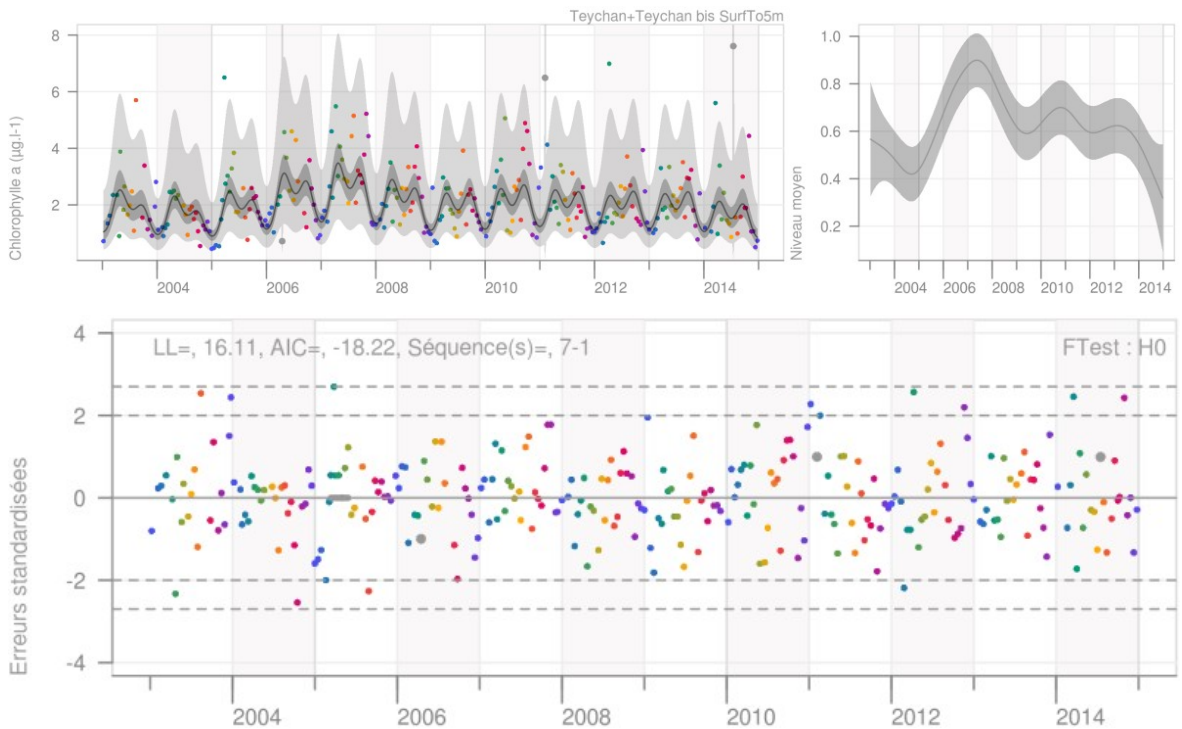 Teychan+Teychan bis SurfTo5m
Chlorophylle a (µg.l-1)
8
6
4
2
2004 2006 2008 2010 2012 2014
Niveau moyen
1.0
0.8
0.6
0.4
0.2
2004 2006 2008 2010 2012 2014
LL=, 16.11, AIC=, -18.22, Séquence(s)=, 7-1
FTest : H0
Erreurs standardisées
4
2
0
-2
-4
2004 2006 2008 2010 2012 2014